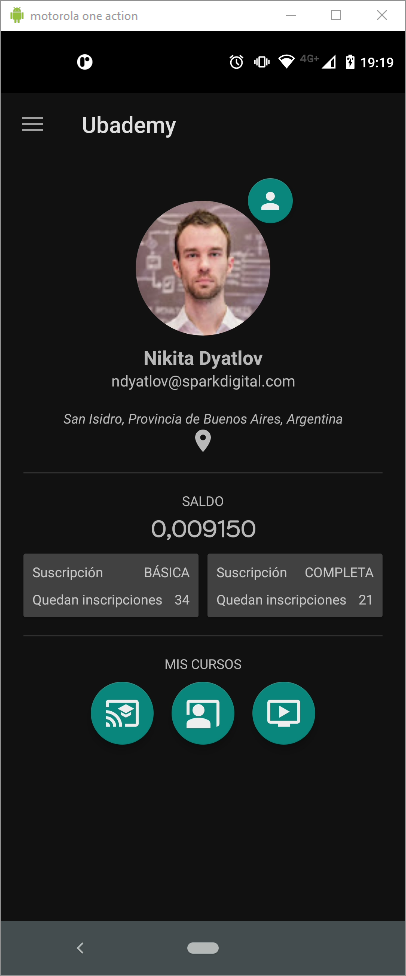 motorola one action
4G+ 19:19
Ubademy
Nikita Dyatlov
ndyatlov@sparkdigital.com
San Isidro, Provincia de Buenos Aires, Argentina
SALDO
0,009150
Suscripción BÁSICA
Quedan inscripciones 34
Suscripción COMPLETA
Quedan inscripciones 21
MIS CURSOS